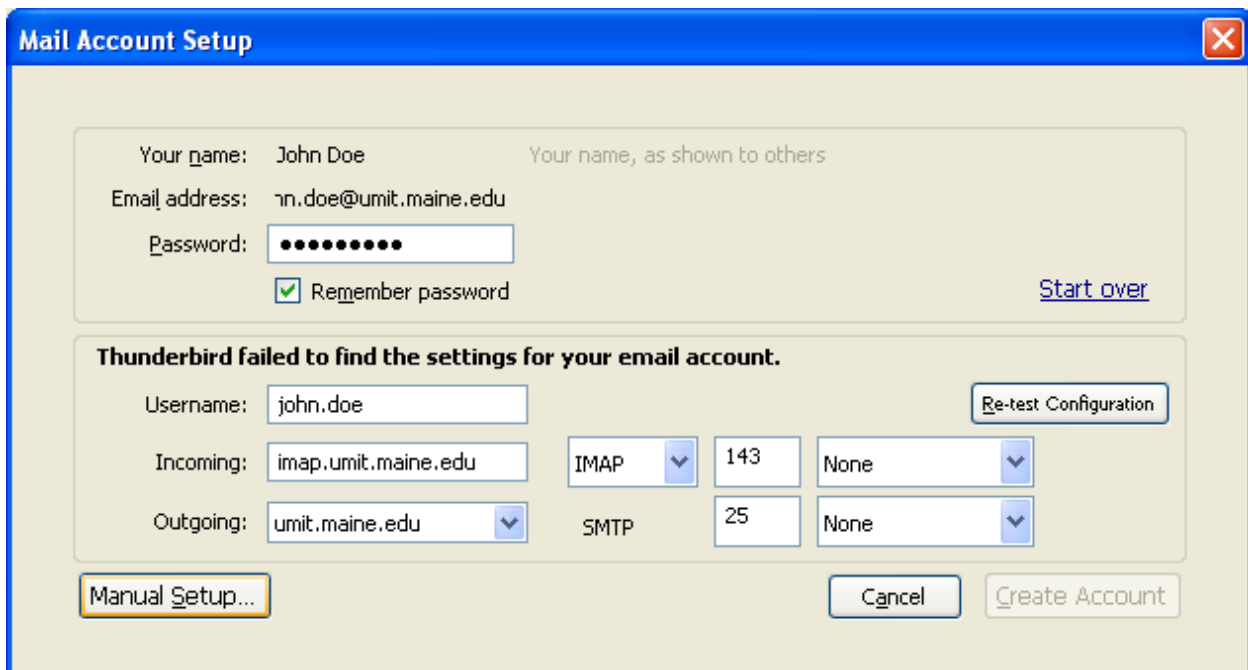 Mail Account Setup
Your name: John Doe Your name, as shown to others
Email address: nn.doe@umit.maine.edu
Password: •••••••••
Remember password
Start over
Thunderbird failed to find the settings for your email account.
Username: john.doe Re-test Configuration
Incoming: imap.umit.maine.edu IMAP 143 None
Outgoing: umit.maine.edu SMTP 25 None
Manual Setup... Cancel Create Account